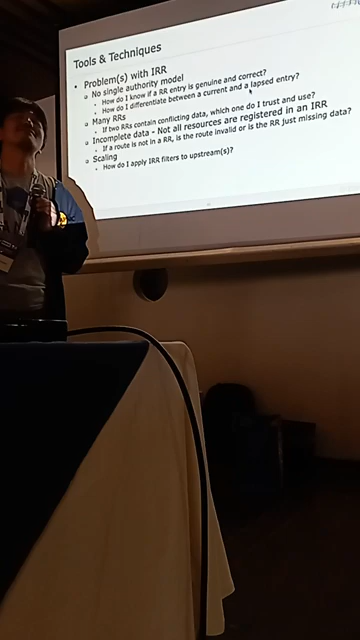 Tools & Techniques
• Problem(s) with IRR
No single authority model
• How do I know if a RR entry is genuine and correct?
• How do I differentiate between a current and a lapsed entry?
Many RRs
• If two RRs contain conflicting data, which one do I trust and use?
Incomplete data - Not all resources are registered in an IRR
• If a route is not in a RR, is the route invalid or is the RR just missing data?
Scaling
• How do I apply IRR filters to upstream(s)?